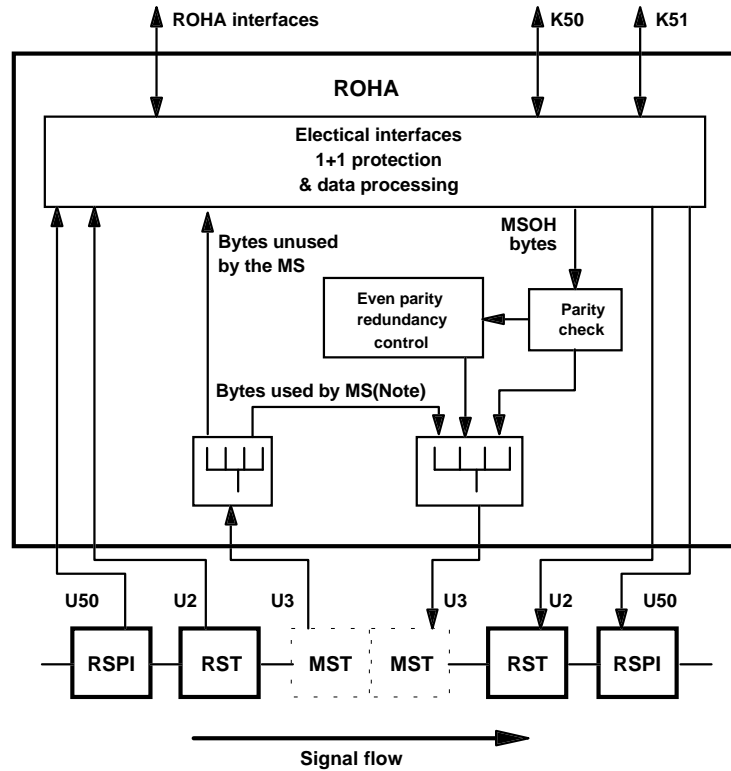 ROHA interfaces
K50
K51
ROHA
Electical interfaces
1+1 protection
& data processing
Bytes unused
by the MS
MSOH
bytes
Even parity
redundancy
control
Parity
check
Bytes used by MS(Note)
U50
U2
U3
U3
U2
U50
RSPI
RST
MST
MST
RST
RSPI
Signal flow